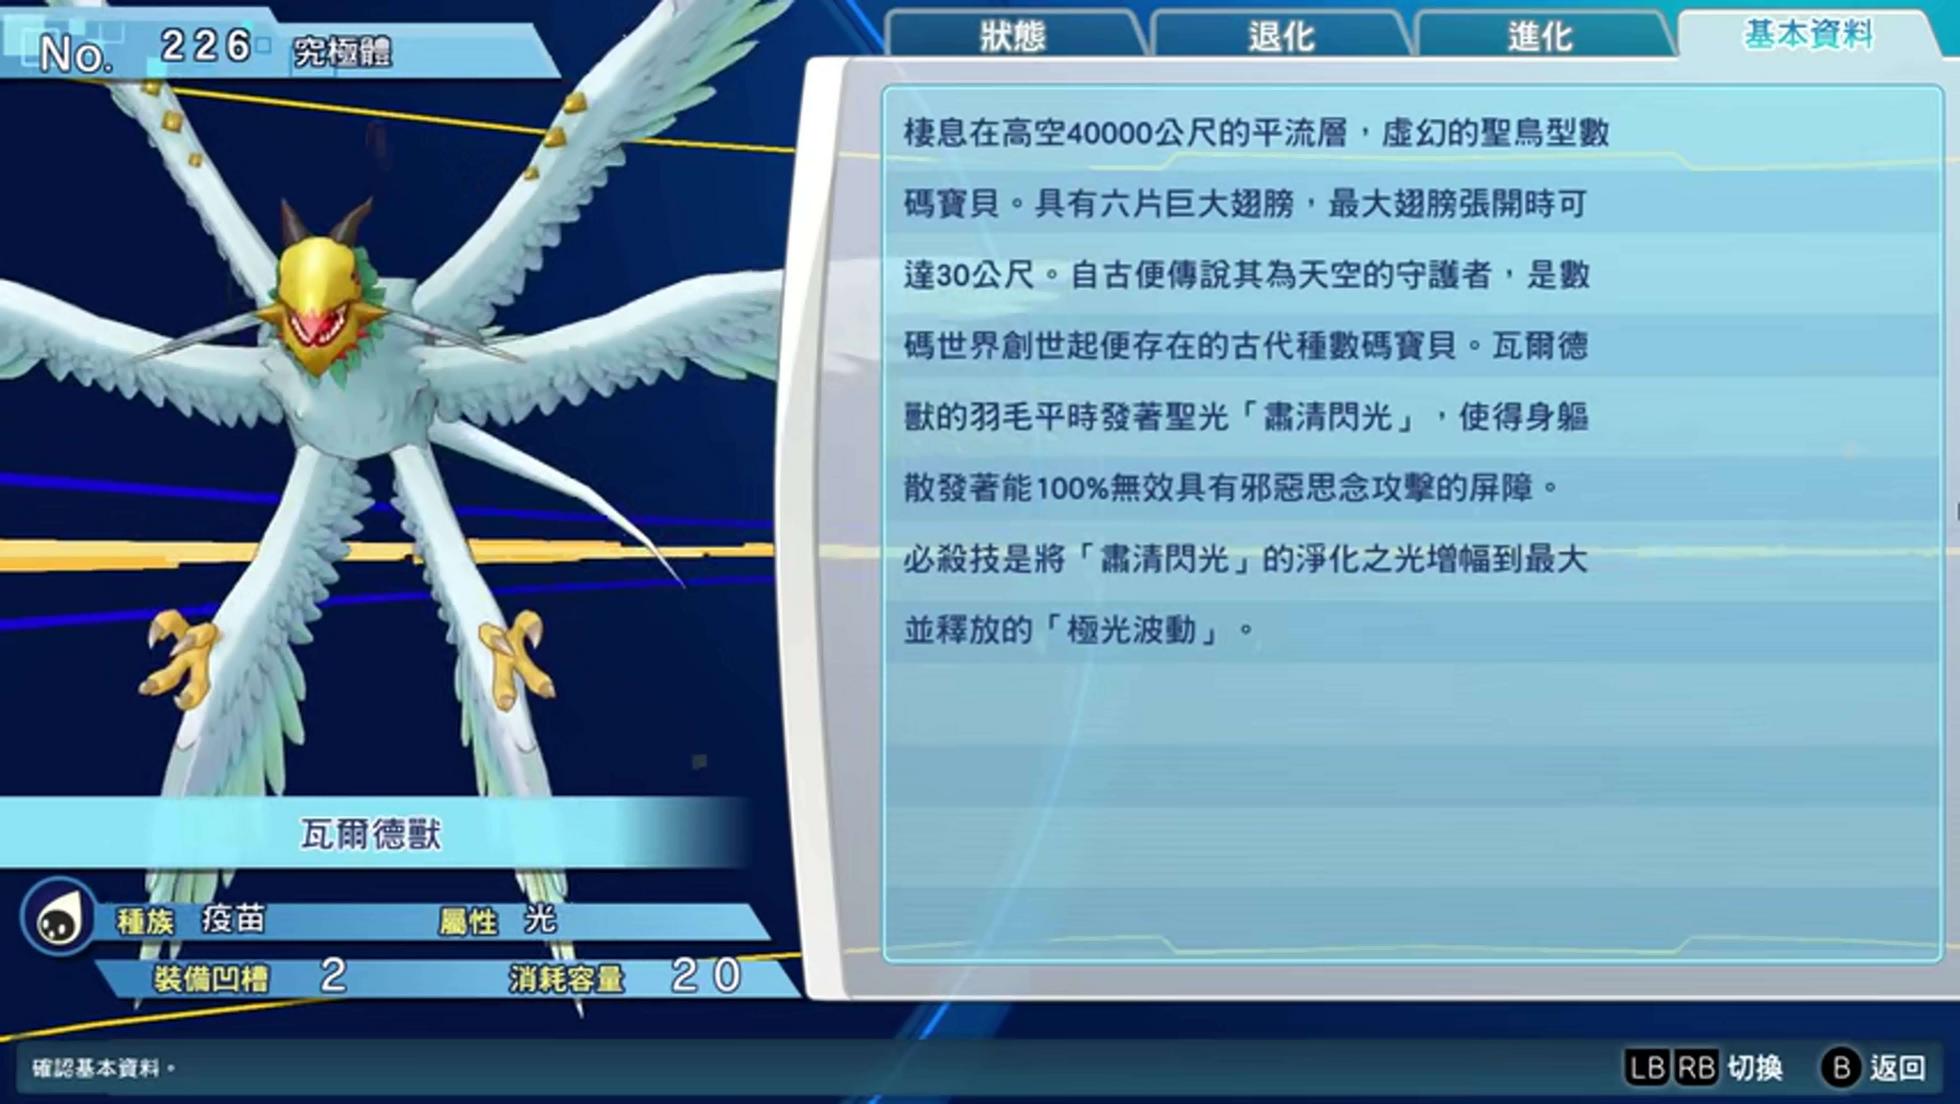 No. 226 究極體
狀態 退化 進化 基本資料
棲息在高空40000公尺的平流層，虛幻的聖鳥型數
碼寶貝。具有六片巨大翅膀，最大翅膀張開時可
達30公尺。自古便傳說其為天空的守護者，是數
碼世界創世起便存在的古代種數碼寶貝。瓦爾德
獸的羽毛平時發著聖光「肅清閃光」，使得身軀
散發著能100%無效具有邪惡思念攻擊的屏障。
必殺技是將「肅清閃光」的淨化之光增幅到最大
並釋放的「極光波動」。
瓦爾德獸
種族 疫苗 屬性 光
裝備凹槽 2 消耗容量 20
確認基本資料。
LB RB 切換 B 返回